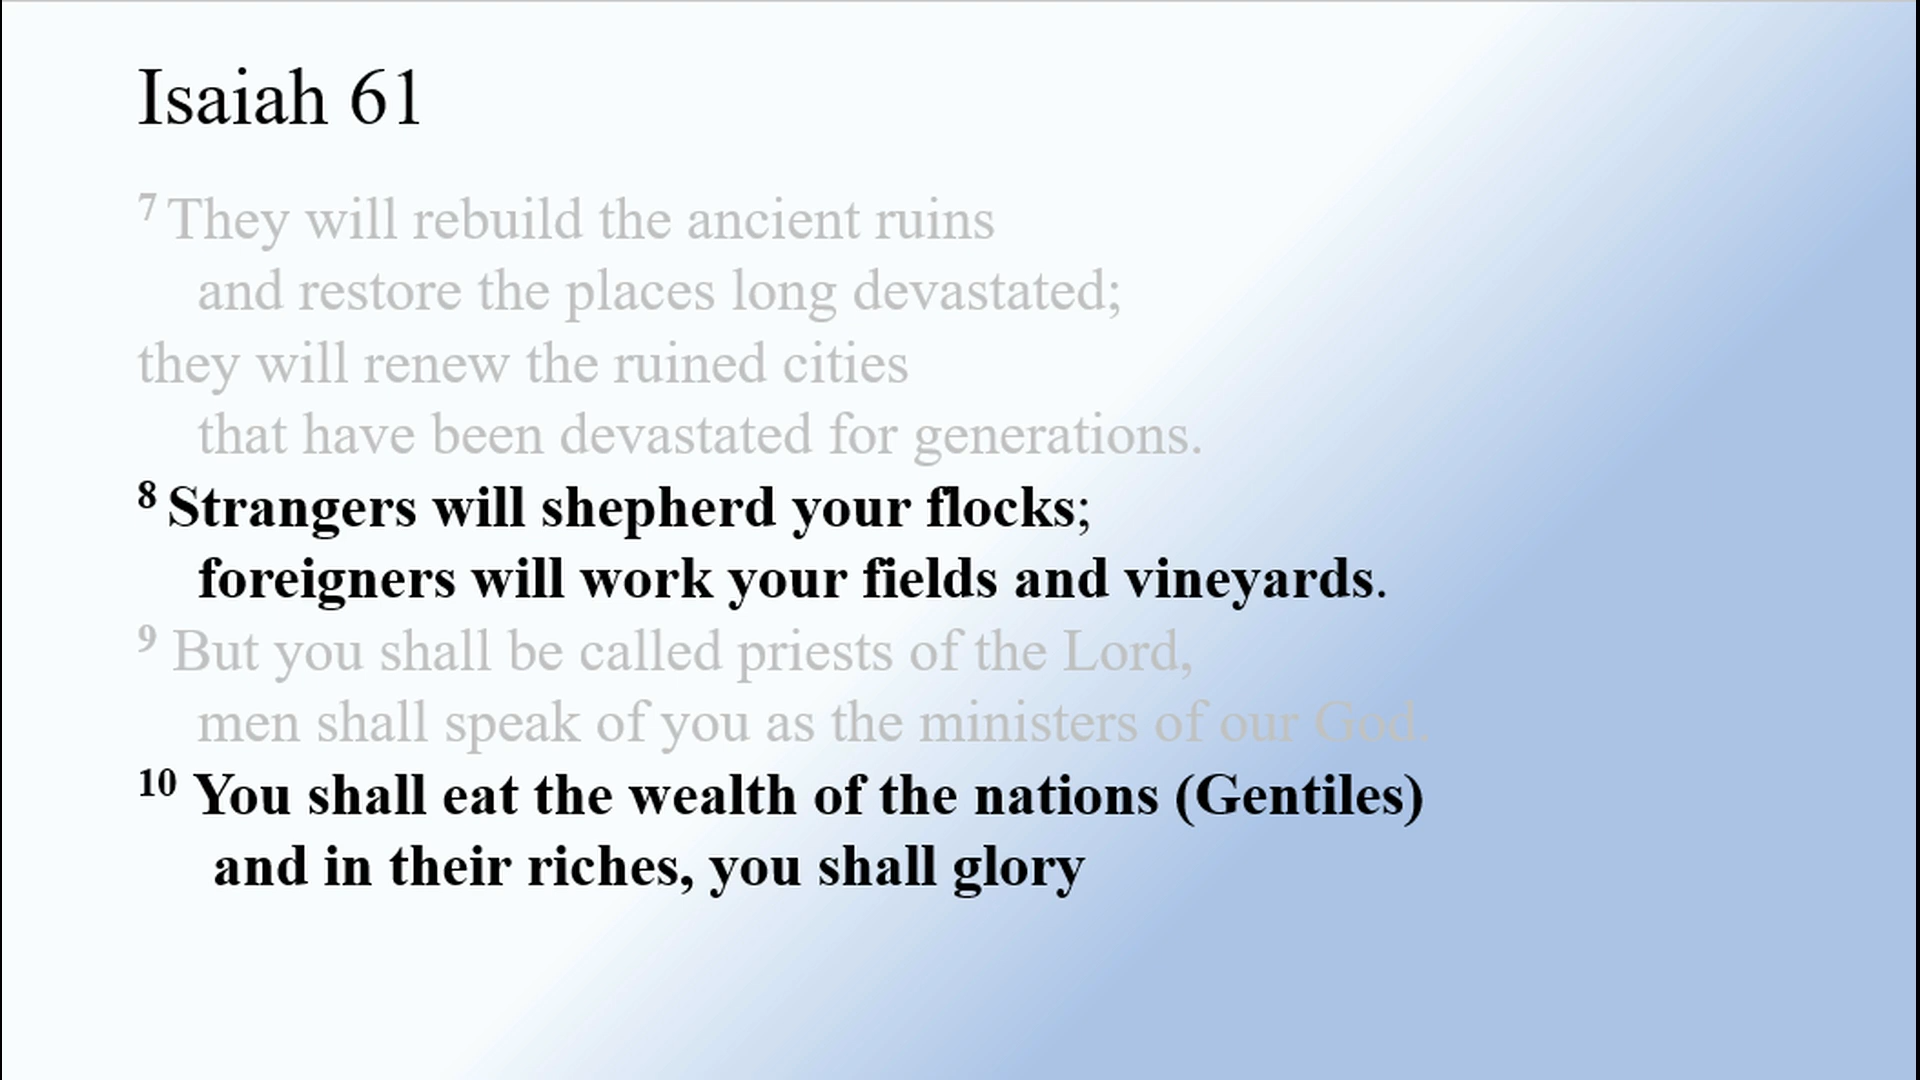 Isaiah 61
7 They will rebuild the ancient ruins
and restore the places long devastated;
they will renew the ruined cities
that have been devastated for generations.
8 Strangers will shepherd your flocks;
foreigners will work your fields and vineyards.
9 But you shall be called priests of the Lord,
men shall speak of you as the ministers of our God.
10 You shall eat the wealth of the nations (Gentiles)
and in their riches, you shall glory